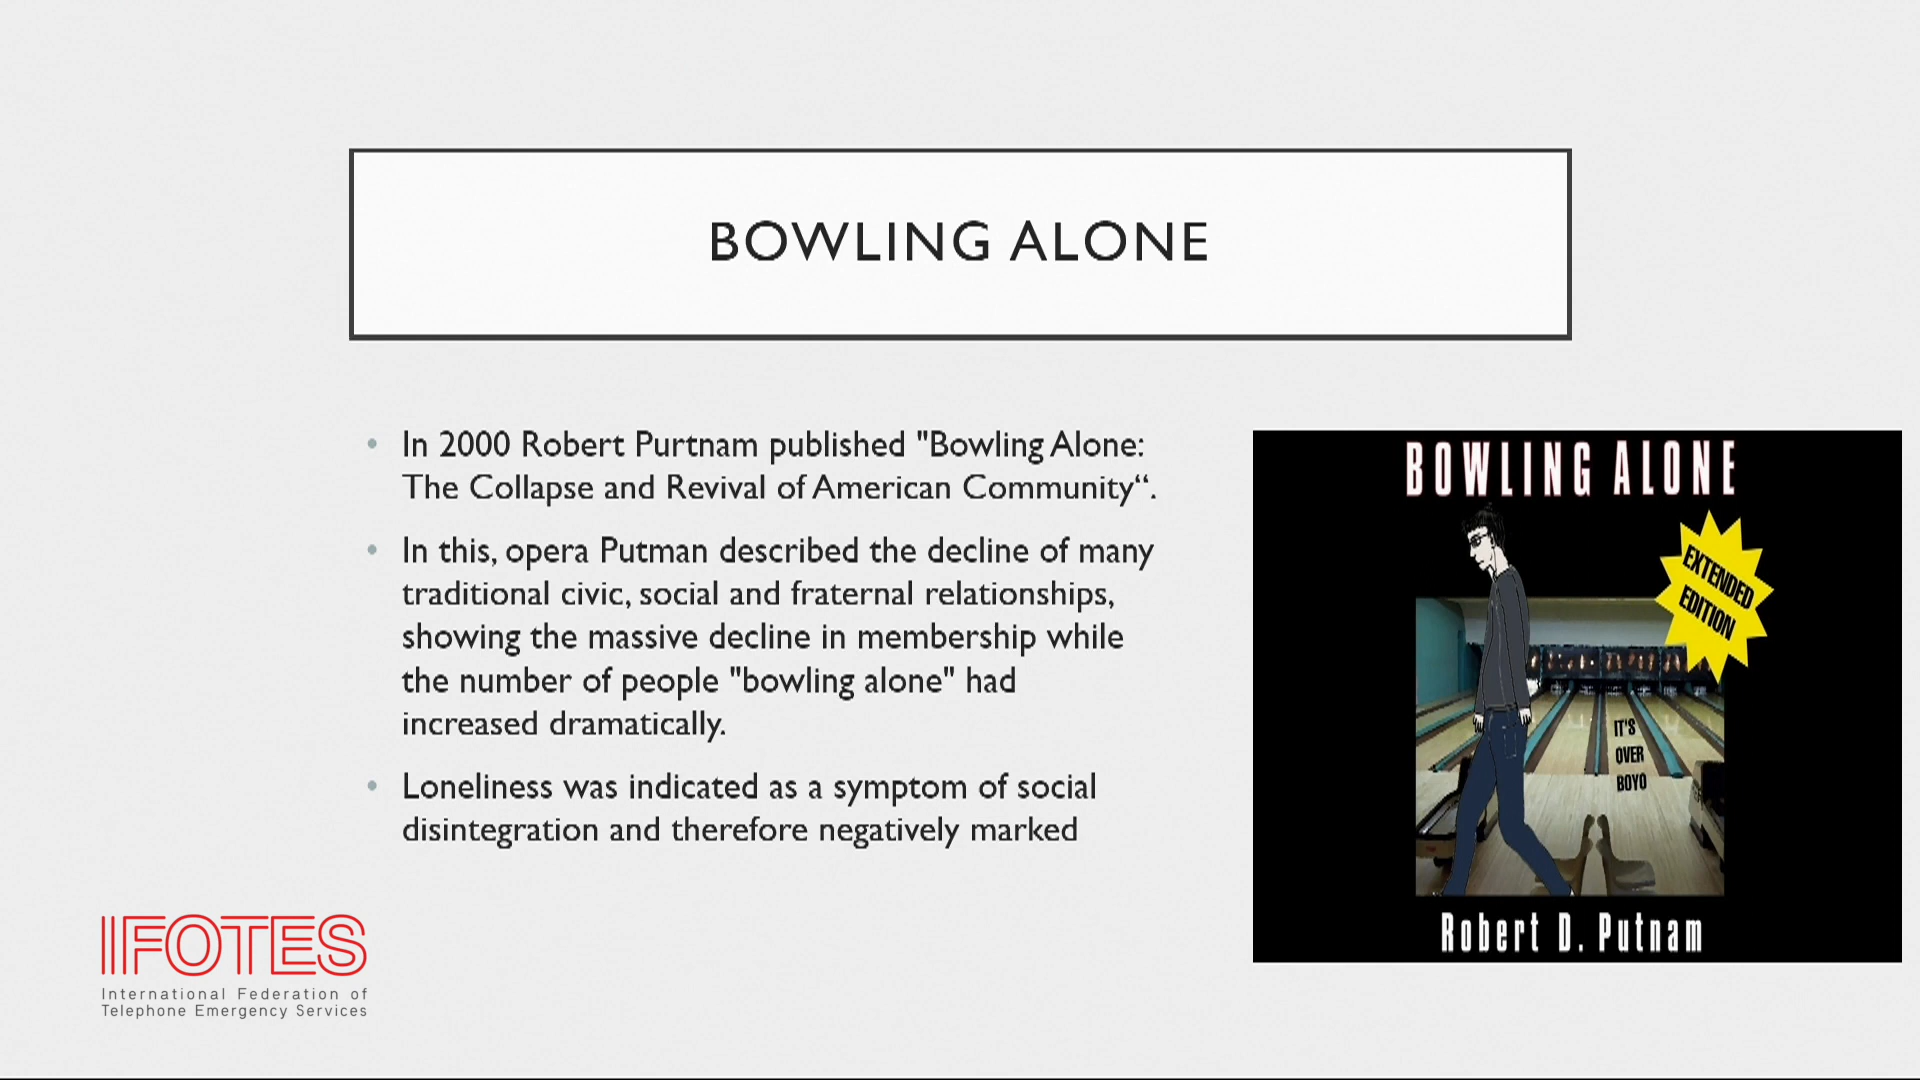 BOWLING ALONE
• In 2000 Robert Purtnam published "Bowling Alone:
The Collapse and Revival of American Community“.
• In this, opera Putman described the decline of many
traditional civic, social and fraternal relationships,
showing the massive decline in membership while
the number of people "bowling alone" had
increased dramatically.
• Loneliness was indicated as a symptom of social
disintegration and therefore negatively marked
BOWLING ALONE
EXTENDED
EDITION
IT'S
OVER
BOYO
Robert D. Putnam
IFOTES
International Federation of
Telephone Emergency Services